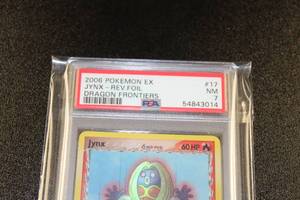 2006 POKEMON EX #17
JYNX - REV.FOIL NM
DRAGON FRONTIERS 7
PSA 54843014
Jynx 60 HP